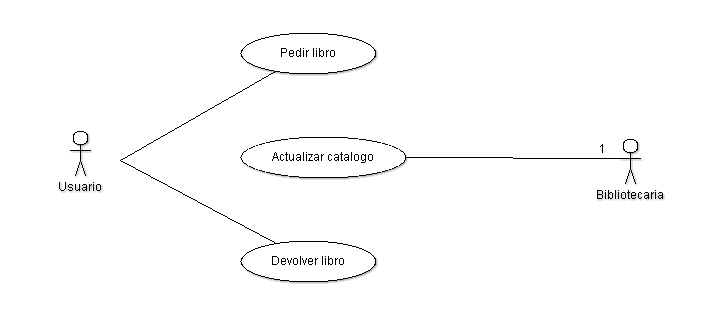 Pedir libro
Actualizar catalogo
1
Usuario
Bibliotecaria
Devolver libro